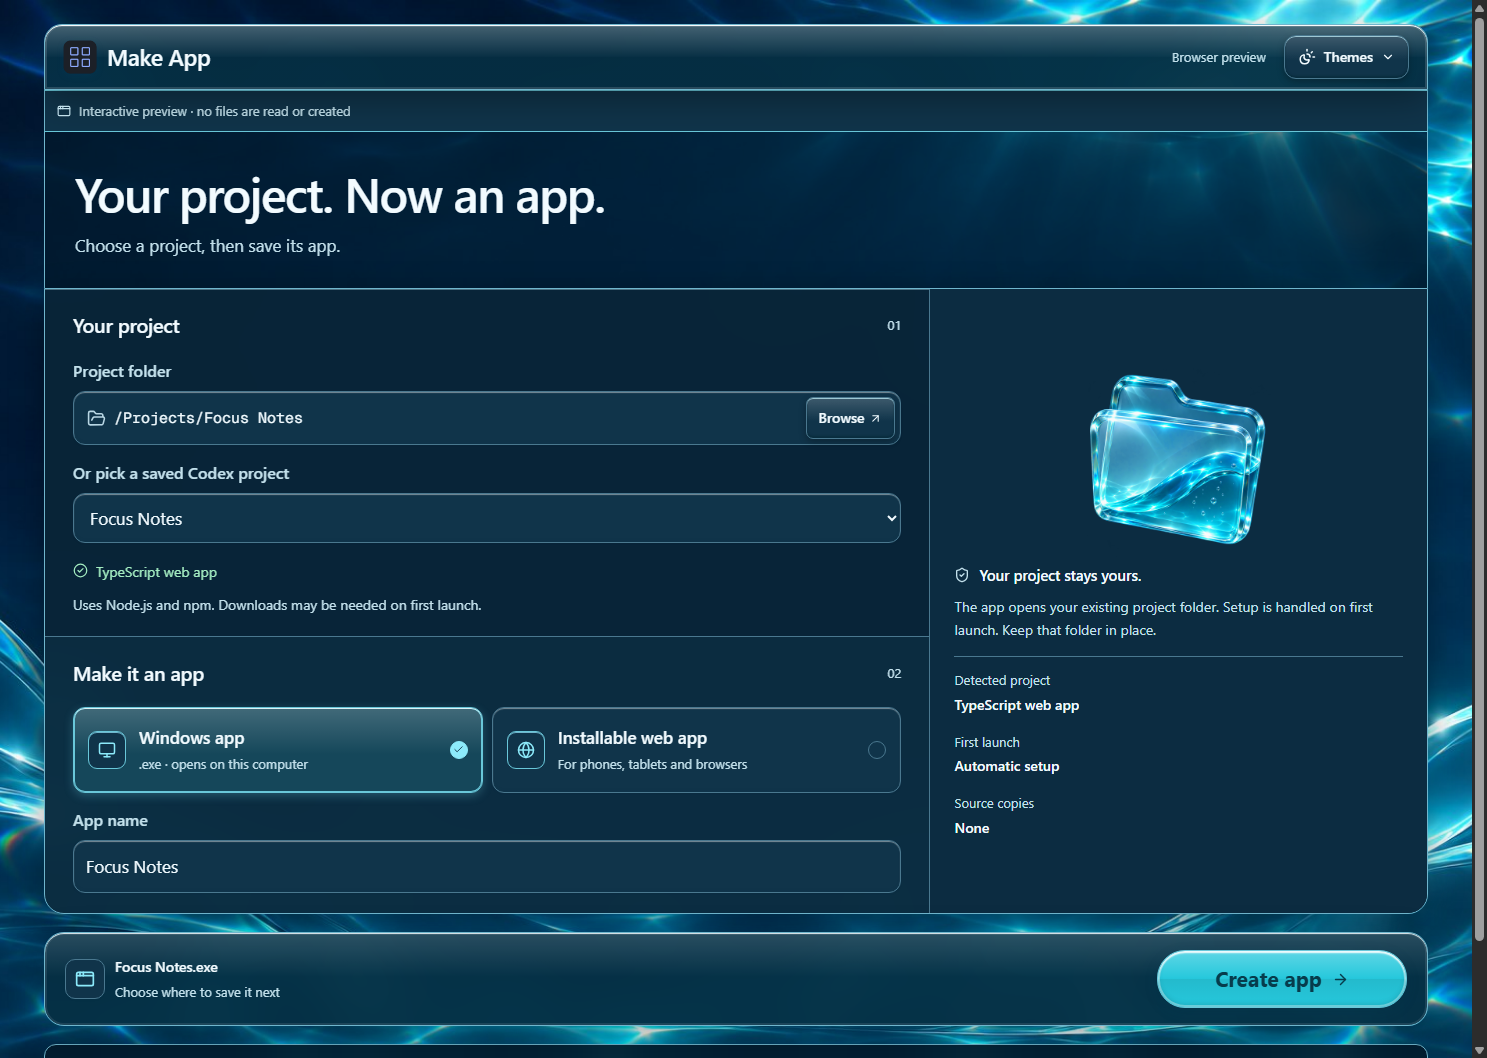 Make App
Browser preview
Themes
Interactive preview · no files are read or created
Your project. Now an app.
Choose a project, then save its app.
Your project
01
Project folder
/Projects/Focus Notes
Browse
Or pick a saved Codex project
Focus Notes
TypeScript web app
Uses Node.js and npm. Downloads may be needed on first launch.
Make it an app
02
Windows app
.exe · opens on this computer
Installable web app
For phones, tablets and browsers
App name
Focus Notes
Your project stays yours.
The app opens your existing project folder. Setup is handled on first
launch. Keep that folder in place.
Detected project
TypeScript web app
First launch
Automatic setup
Source copies
None
Focus Notes.exe
Choose where to save it next
Create app